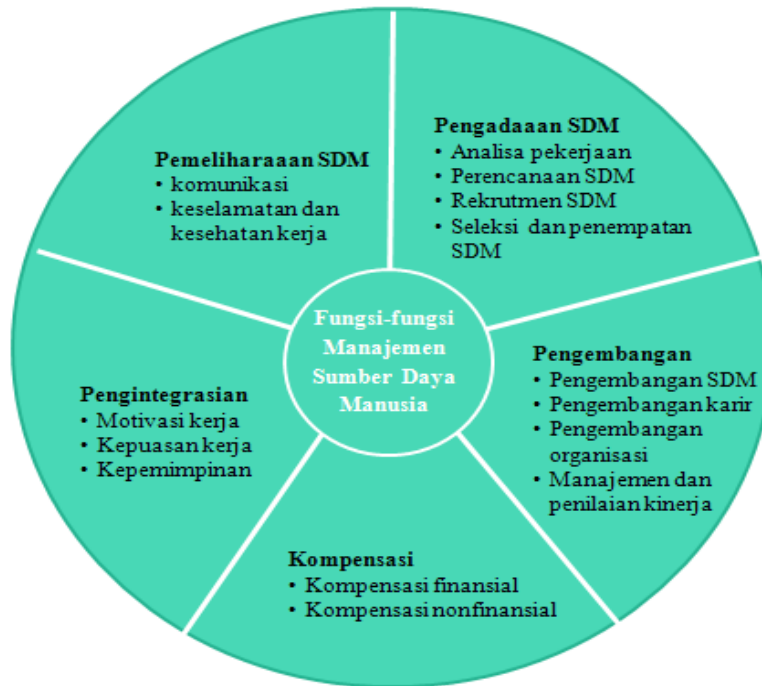 Pengadaaan SDM
• Analisa pekerjaan
• Perencanaan SDM
• Rekrutmen SDM
• Seleksi dan penempatan
SDM
Pengembangan
• Pengembangan SDM
• Pengembangan karir
• Pengembangan
organisasi
• Manajemen dan
penilaian kinerja
Kompensasi
• Kompensasi finansial
• Kompensasi nonfinansial
Pengintegrasian
• Motivasi kerja
• Kepuasan kerja
• Kepemimpinan
Pemeliharaaan SDM
• komunikasi
• keselamatan dan
kesehatan kerja
Fungsi-fungsi
Manajemen
Sumber Daya
Manusia